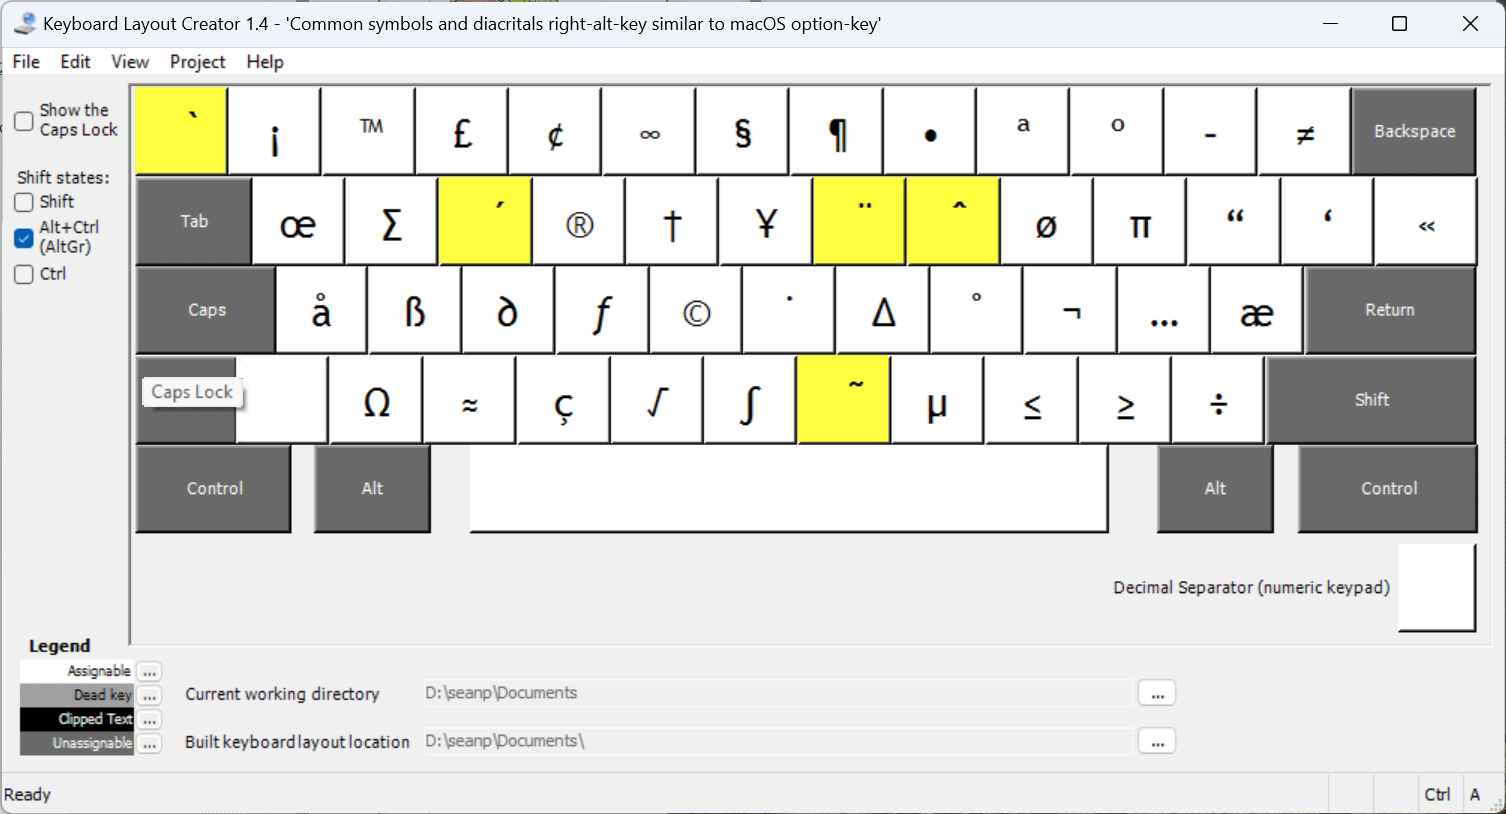 Keyboard Layout Creator 1.4 - 'Common symbols and diacritals right-alt-key similar to macOS option-key'
File Edit View Project Help
Show the
Caps Lock
Shift states:
Shift
Alt+Ctrl
(AltGr)
Ctrl
` ¡ ™ £ ¢ ∞ § ¶ • ª º - ≠ Backspace
Tab œ ∑ ´ ® † ¥ ¨ ˆ ø π “ ‘ «
Caps å ß ∂ ƒ © ˙ ∆ ° ¬ … æ Return
Caps Lock Ω ≈ ç √ ∫ ˜ µ ≤ ≥ ÷ Shift
Control Alt Alt Control
Decimal Separator (numeric keypad)
Legend
Assignable ...
Dead key ...
Clipped Text ...
Unassignable ...
Current working directory D:\seanp\Documents ...
Built keyboard layout location D:\seanp\Documents\ ...
Ready Ctrl A